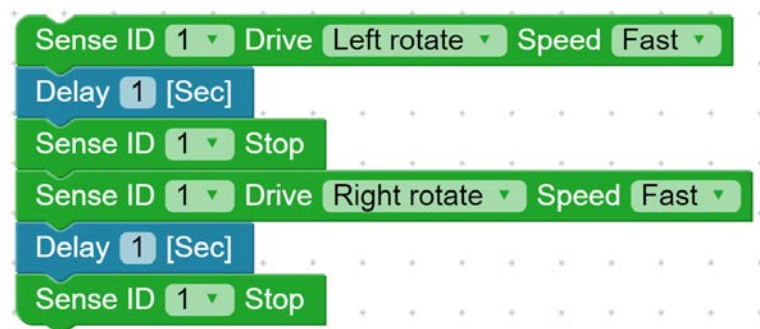 Sense ID 1 Drive Left rotate Speed Fast
Delay 1 [Sec]
Sense ID 1 Stop
Sense ID 1 Drive Right rotate Speed Fast
Delay 1 [Sec]
Sense ID 1 Stop